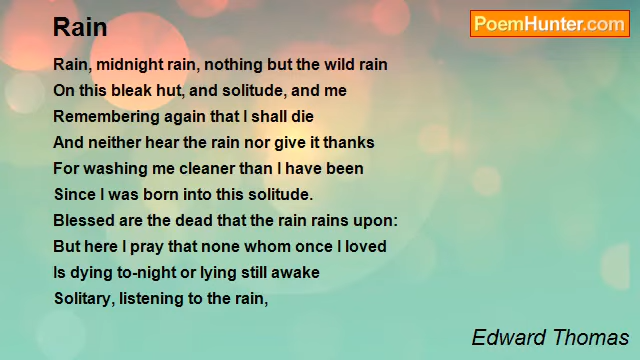 Rain
PoemHunter.com
Rain, midnight rain, nothing but the wild rain
On this bleak hut, and solitude, and me
Remembering again that I shall die
And neither hear the rain nor give it thanks
For washing me cleaner than I have been
Since I was born into this solitude.
Blessed are the dead that the rain rains upon:
But here I pray that none whom once I loved
Is dying to-night or lying still awake
Solitary, listening to the rain,
Edward Thomas